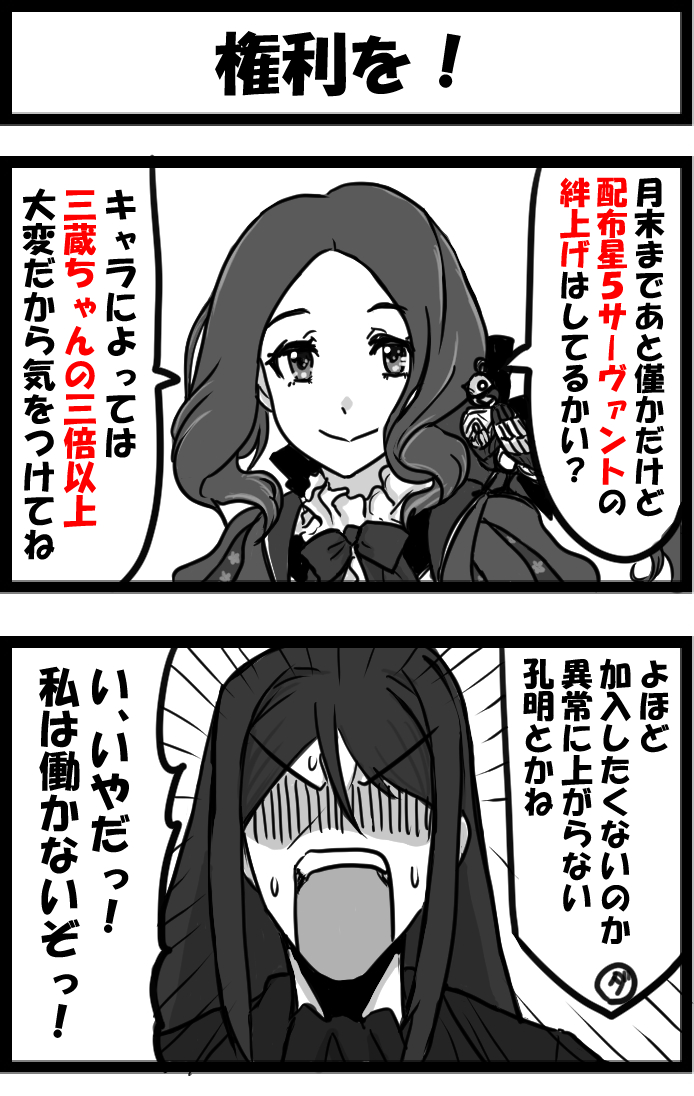 権利を！
月末まであと僅かだけど
配布星５サーヴァントの
絆上げはしてるかい？
キャラによっては
三蔵ちゃんの三倍以上
大変だから気をつけてね
よほど
加入したくないのか
異常に上がらない
孔明とかね
ダ
い、いやだっ！
私は働かないぞっ！